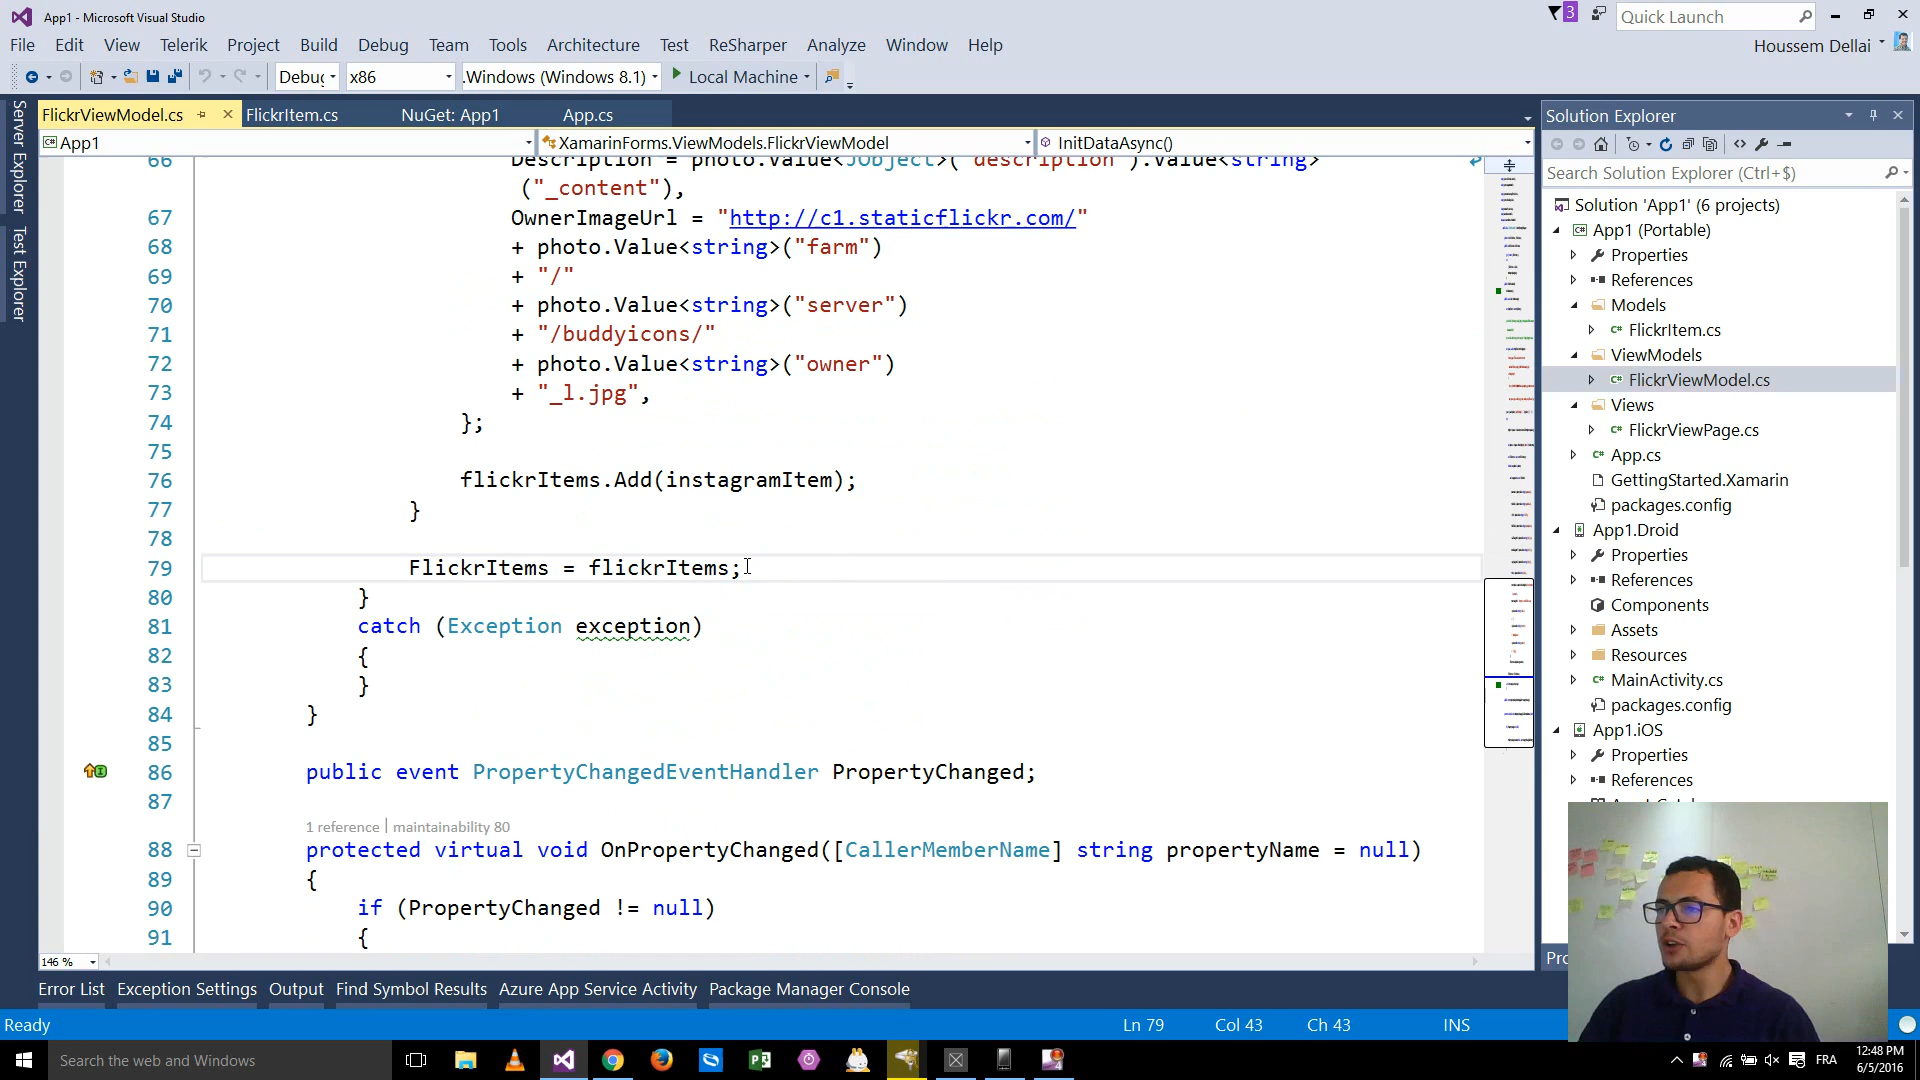 App1 - Microsoft Visual Studio
3
Quick Launch
File Edit View Telerik Project Build Debug Team Tools Architecture Test ReSharper Analyze Window Help
Houssem Dellai
Debug x86 .Windows (Windows 8.1) Local Machine
FlickrViewModel.cs FlickrItem.cs NuGet: App1 App.cs
App1 XamarinForms.ViewModels.FlickrViewModel InitDataAsync()
Server Explorer
Test Explorer
66 Description = photo.Value<JObject>("description").Value<string>
("_content"),
67 OwnerImageUrl = "http://c1.staticflickr.com/"
68 + photo.Value<string>("farm")
69 + "/"
70 + photo.Value<string>("server")
71 + "/buddyicons/"
72 + photo.Value<string>("owner")
73 + "_l.jpg",
74 };
75
76 flickrItems.Add(instagramItem);
77 }
78
79 FlickrItems = flickrItems;
80 }
81 catch (Exception exception)
82 {
83 }
84 }
85
86 public event PropertyChangedEventHandler PropertyChanged;
87
1 reference | maintainability 80
88 protected virtual void OnPropertyChanged([CallerMemberName] string propertyName = null)
89 {
90 if (PropertyChanged != null)
91 {
146 %
Solution Explorer
Search Solution Explorer (Ctrl+$)
Solution 'App1' (6 projects)
App1 (Portable)
Properties
References
Models
FlickrItem.cs
ViewModels
FlickrViewModel.cs
Views
FlickrViewPage.cs
App.cs
GettingStarted.Xamarin
packages.config
App1.Droid
Properties
References
Components
Assets
Resources
MainActivity.cs
packages.config
App1.iOS
Properties
References
Error List Exception Settings Output Find Symbol Results Azure App Service Activity Package Manager Console
Ready Ln 79 Col 43 Ch 43 INS
Search the web and Windows
FRA
12:48 PM
6/5/2016